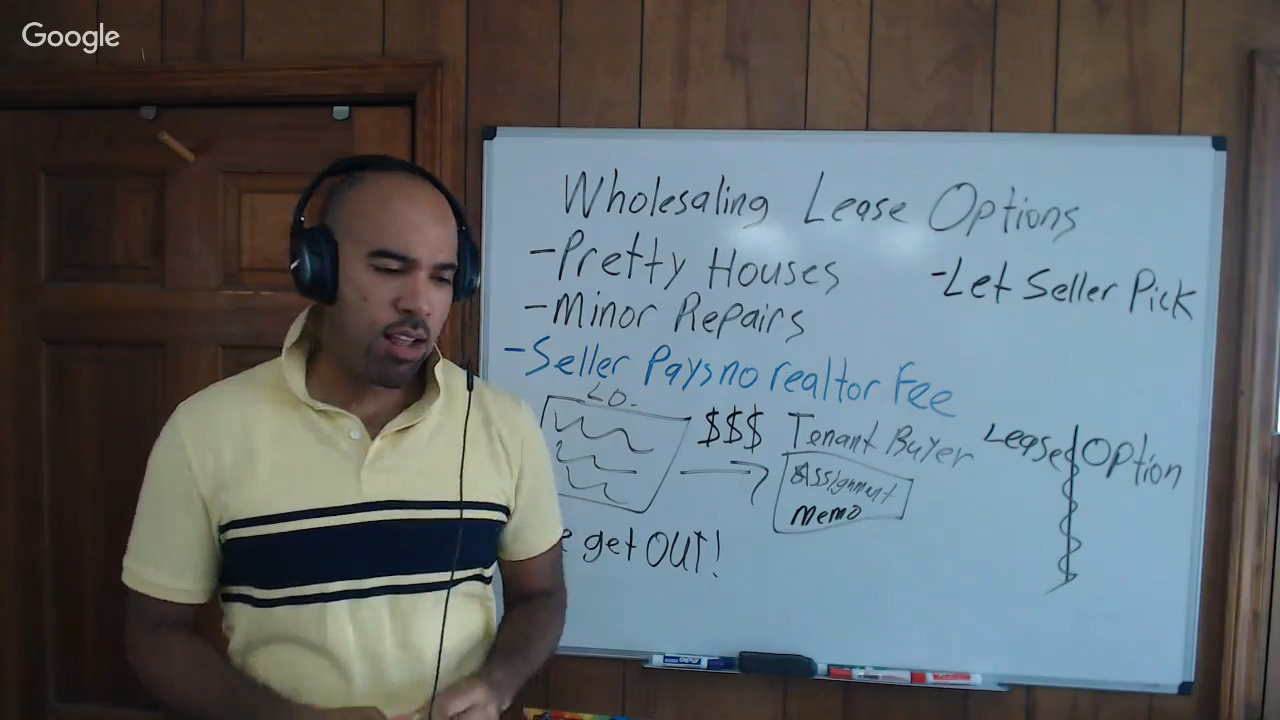 Google
Wholesaling Lease Options
-Pretty Houses
-Let Seller Pick
-Minor Repairs
-Seller Pays no realtor Fee
LO.
$$$
Tenant Buyer
Lease
Option
Assignment
Memo
get OUT!